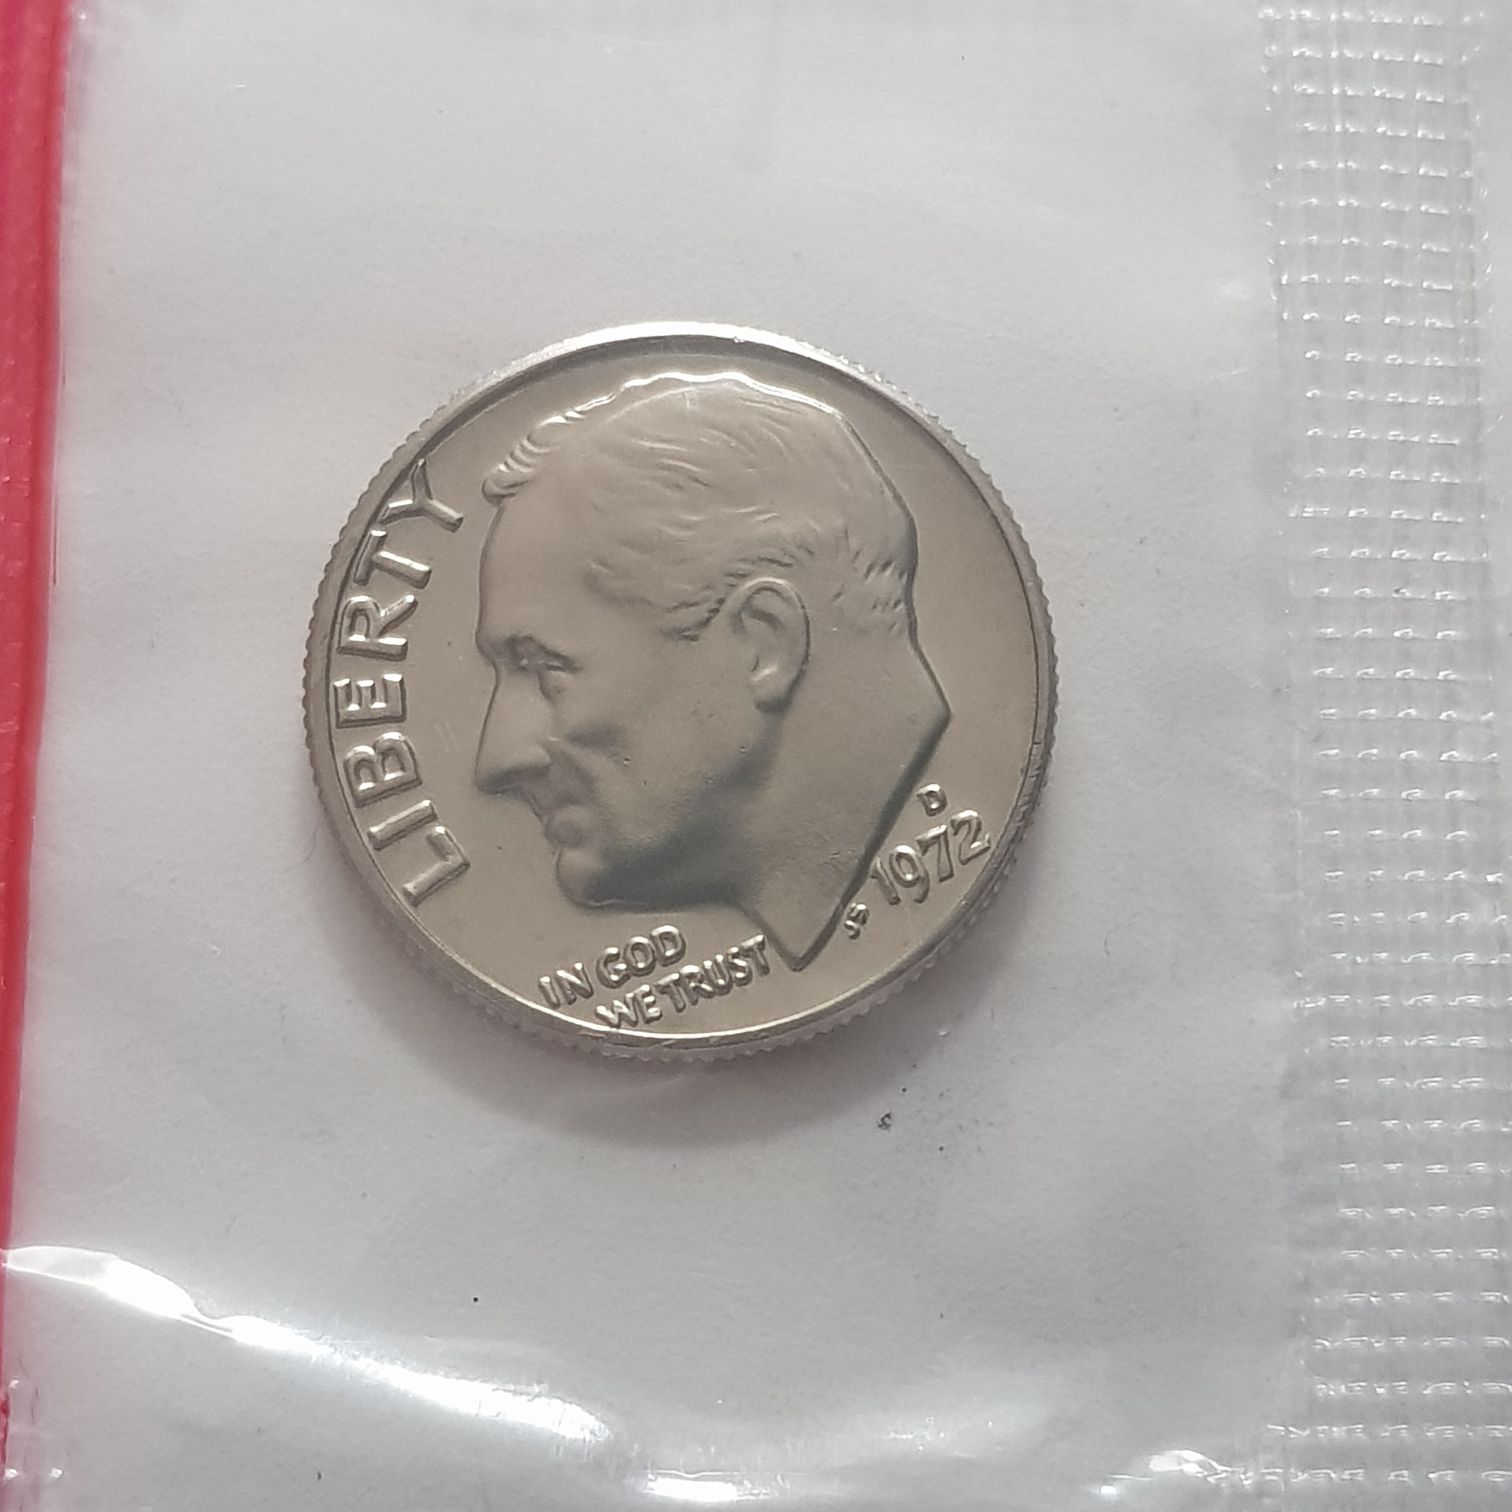 LIBERTY
IN GOD
WE TRUST
JS
D
1972